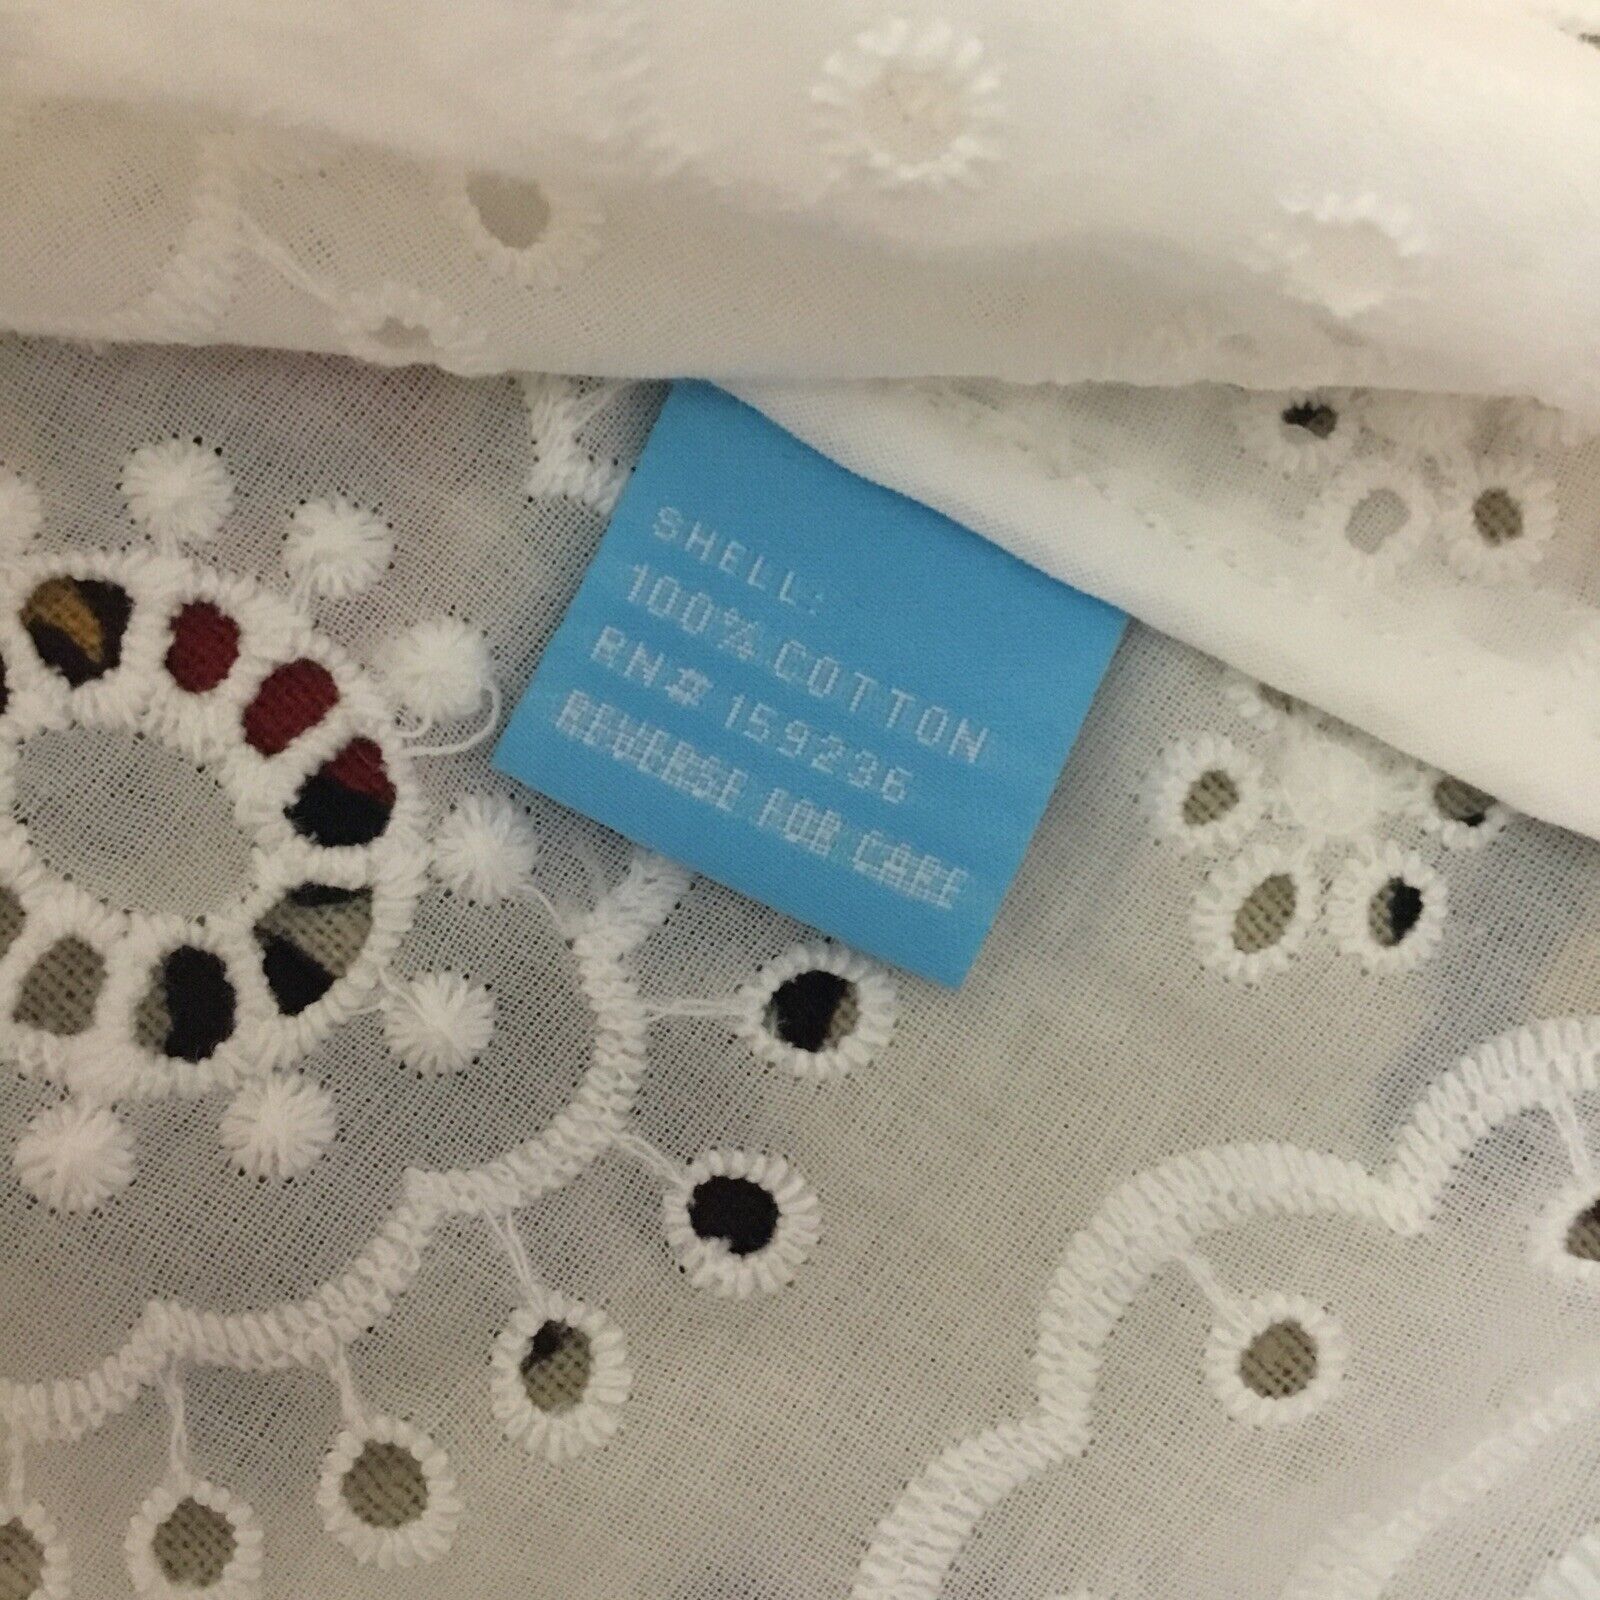 SHELL:
100% COTTON
RN# 159236
REVERSE FOR CARE